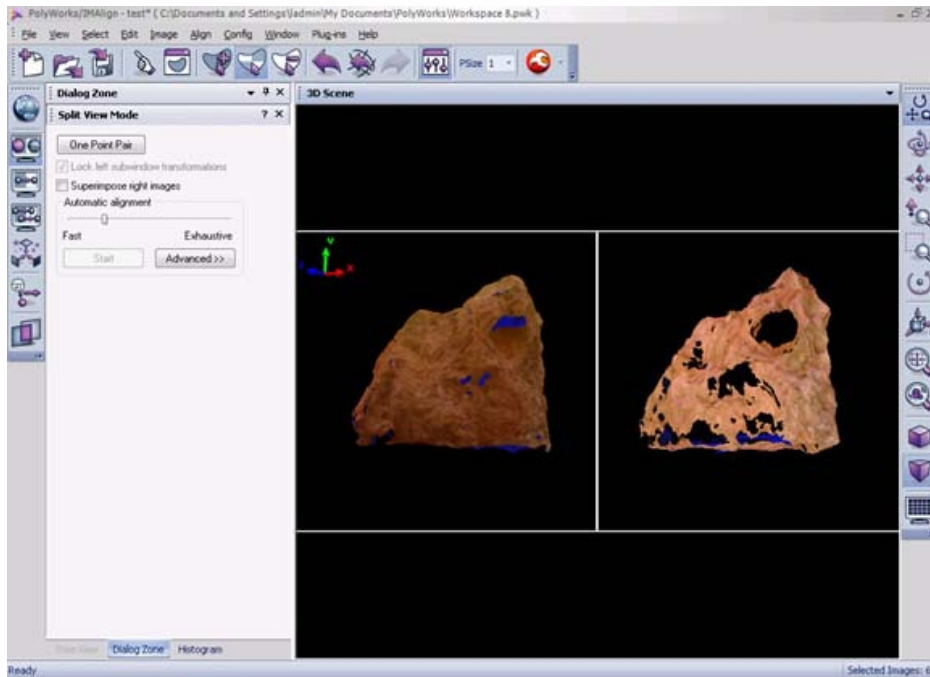 PolyWorks/IMAlign - test* ( C:\Documents and Settings\admin\My Documents\PolyWorks\Workspace 8.pwk )
File View Select Edit Image Align Config Window Plug-ins Help
PSize 1
Dialog Zone
3D Scene
Split View Mode
One Point Pair
Lock left subwindow transformations
Superimpose right images
Automatic alignment
Fast Exhaustive
Start Advanced >>
Y
X
Dialog Zone Histogram
Ready
Selected Images: 6